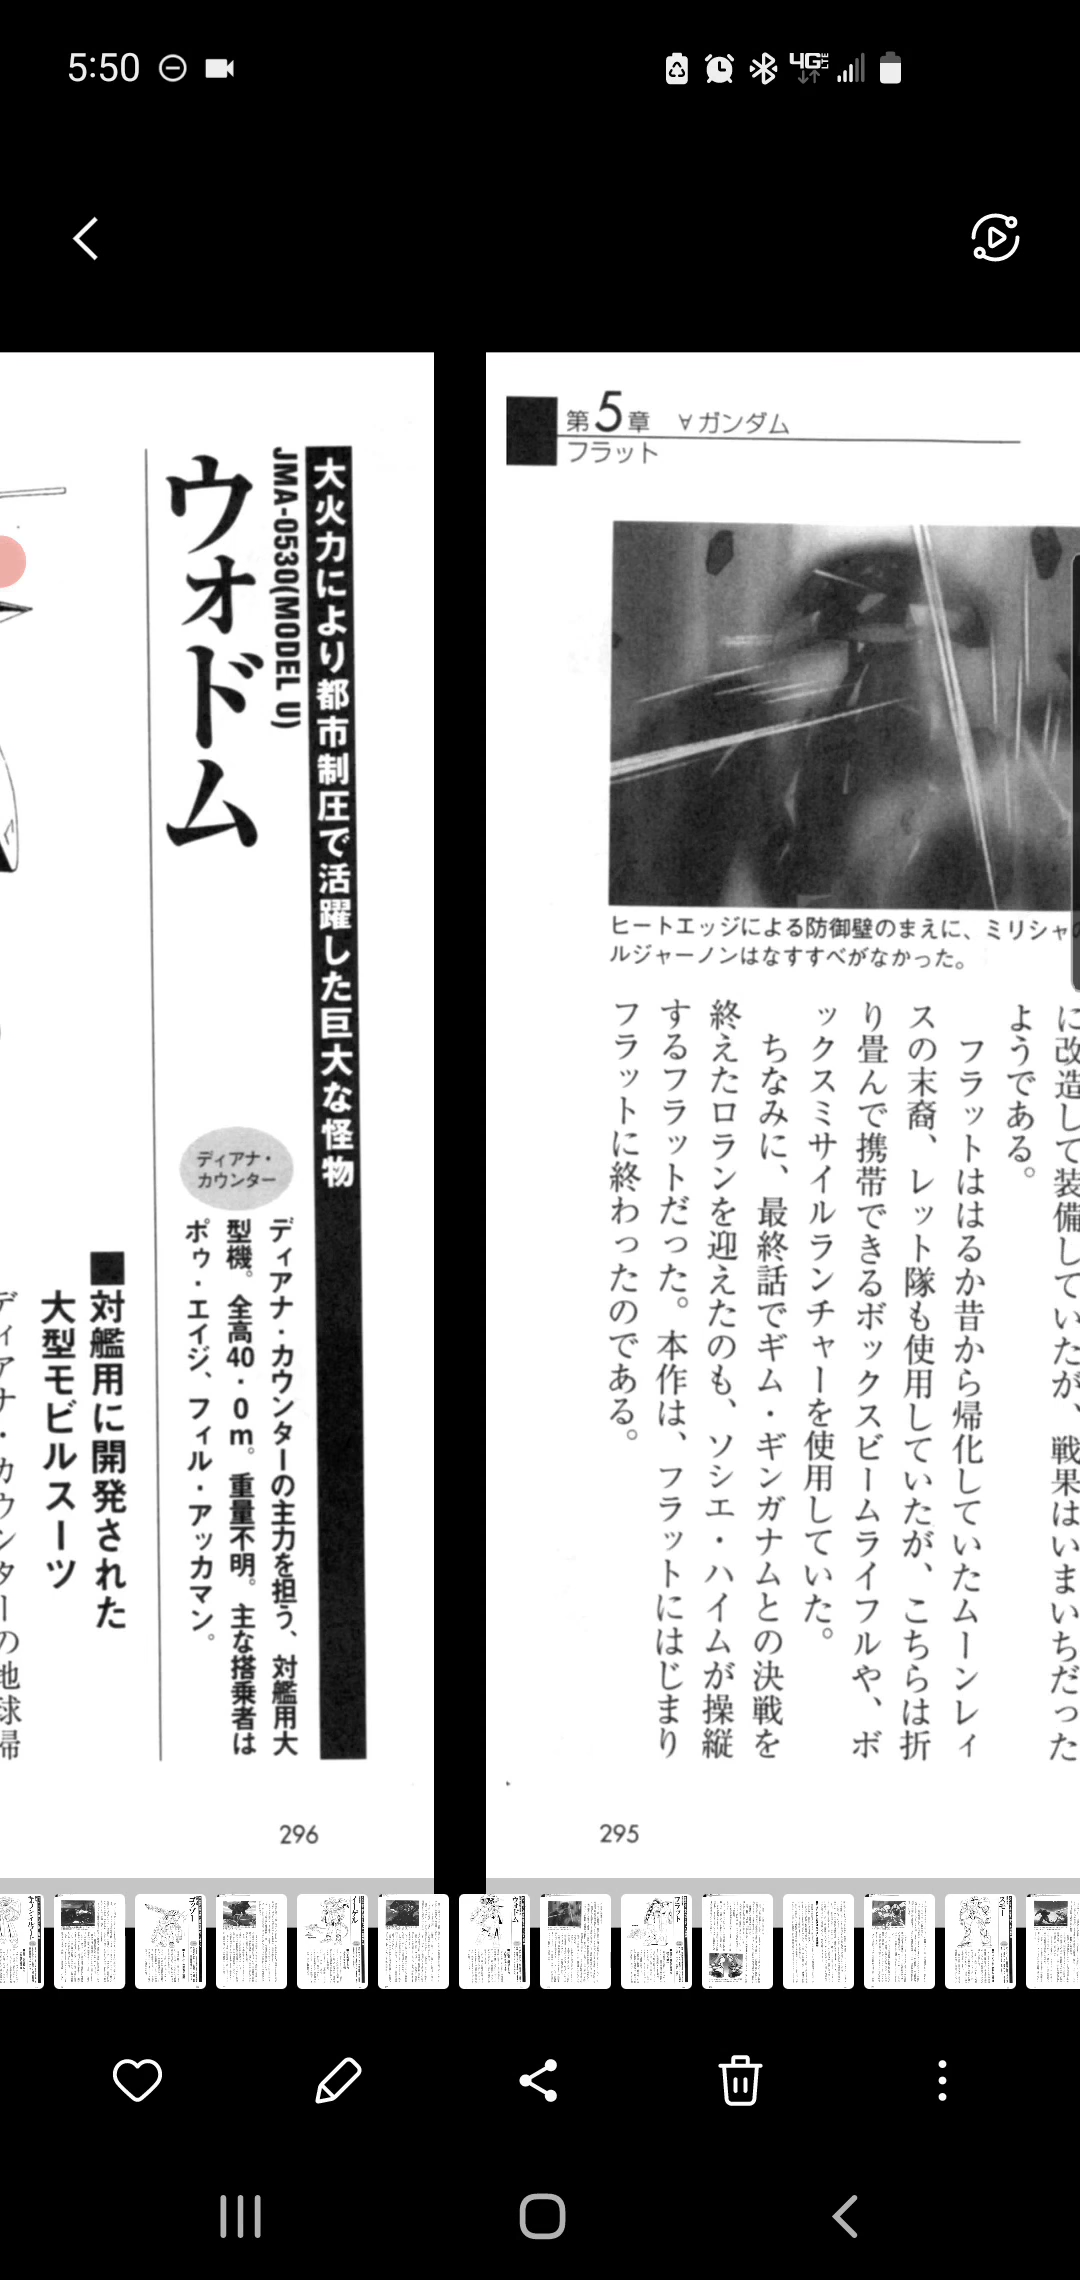 5:50
4G LTE
第5章 ∀ガンダム
フラット
ヒートエッジによる防御壁のまえに、ミリシャの
ルジャーノンはなすすべがなかった。
に改造して装備していたが、戦果はいまいちだった
ようである。
フラットははるか昔から帰化していたムーンレィ
スの末裔、レット隊も使用していたが、こちらは折
り畳んで携帯できるボックスビームライフルや、ボ
ックスミサイルランチャーを使用していた。
ちなみに、最終話でギム・ギンガナムとの決戦を
終えたロランを迎えたのも、ソシエ・ハイムが操縦
するフラットだった。本作は、フラットにはじまり
フラットに終わったのである。
295
大火力により都市制圧で活躍した巨大な怪物
JMA-0530(MODEL U)
ウォドム
ディアナ・
カウンター
ディアナ・カウンターの主力を担う、対艦用大
型機。全高40・0m。重量不明。主な搭乗者は
ポゥ・エイジ、フィル・アッカマン。
■対艦用に開発された
大型モビルスーツ
ディアナ・カウンターの地球帰
296